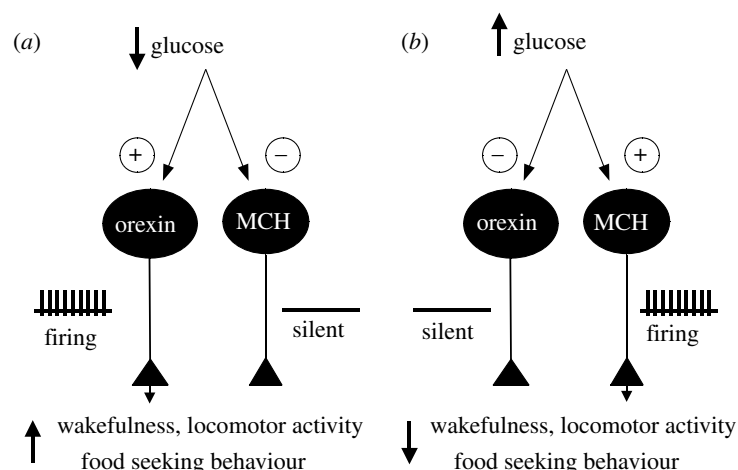 (a)
glucose
+
−
orexin
MCH
firing
silent
wakefulness, locomotor activity
food seeking behaviour
(b)
glucose
−
+
orexin
MCH
silent
firing
wakefulness, locomotor activity
food seeking behaviour